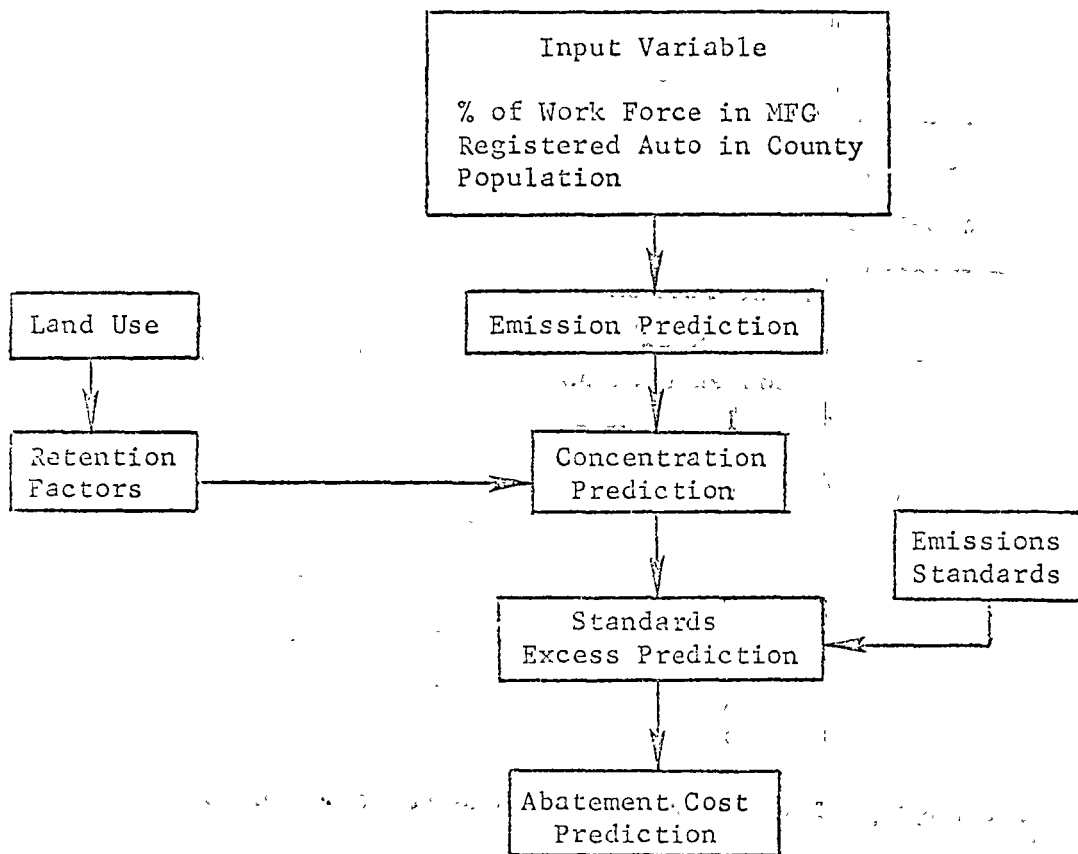 Input Variable
% of Work Force in MFG
Registered Auto in County
Population
Land Use
Emission Prediction
Retention
Factors
Concentration
Prediction
Emissions
Standards
Standards
Excess Prediction
Abatement Cost
Prediction